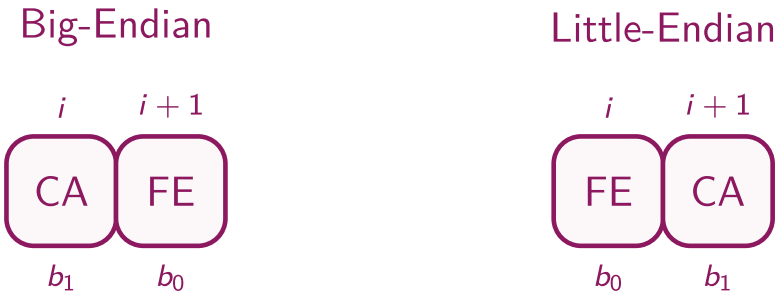 Big-Endian
i i + 1
CA FE
b₁ b₀
Little-Endian
i i + 1
FE CA
b₀ b₁